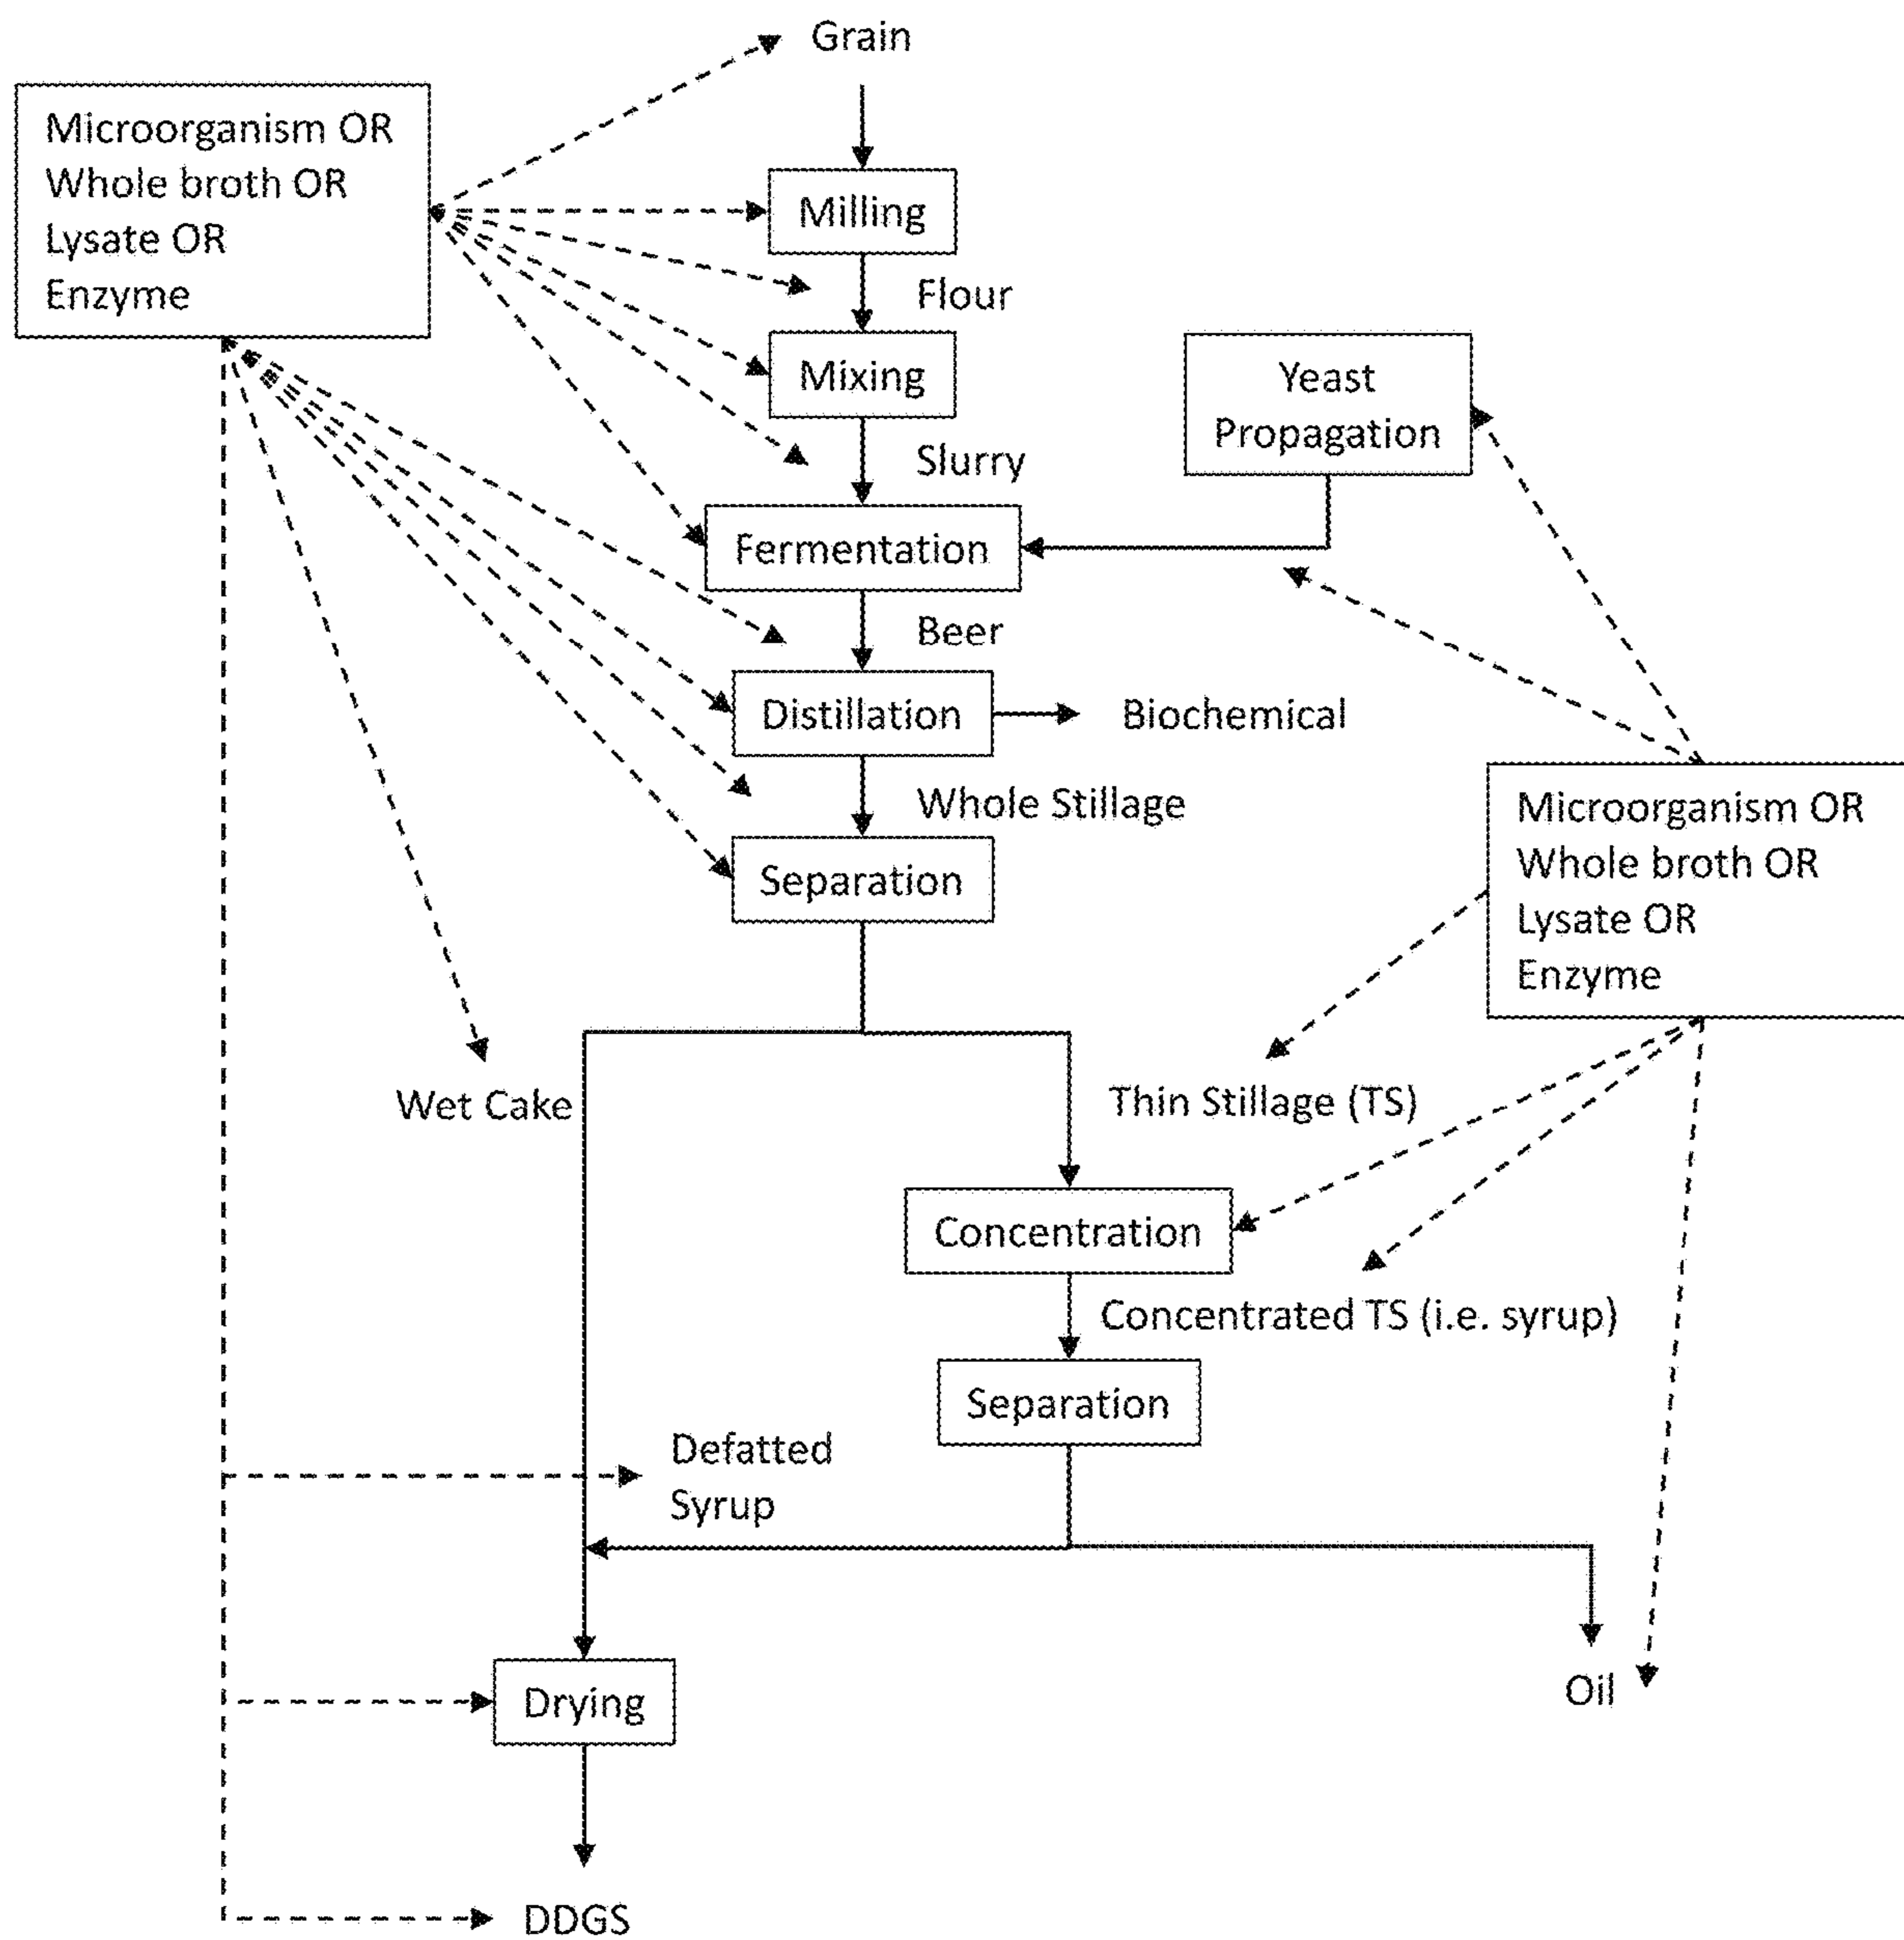 Grain
Microorganism OR
Whole broth OR
Lysate OR
Enzyme
Milling
Flour
Mixing
Yeast
Propagation
Slurry
Fermentation
Beer
Distillation
Biochemical
Whole Stillage
Microorganism OR
Whole broth OR
Lysate OR
Enzyme
Separation
Wet Cake
Thin Stillage (TS)
Concentration
Concentrated TS (i.e. syrup)
Separation
Defatted
Syrup
Drying
Oil
DDGS